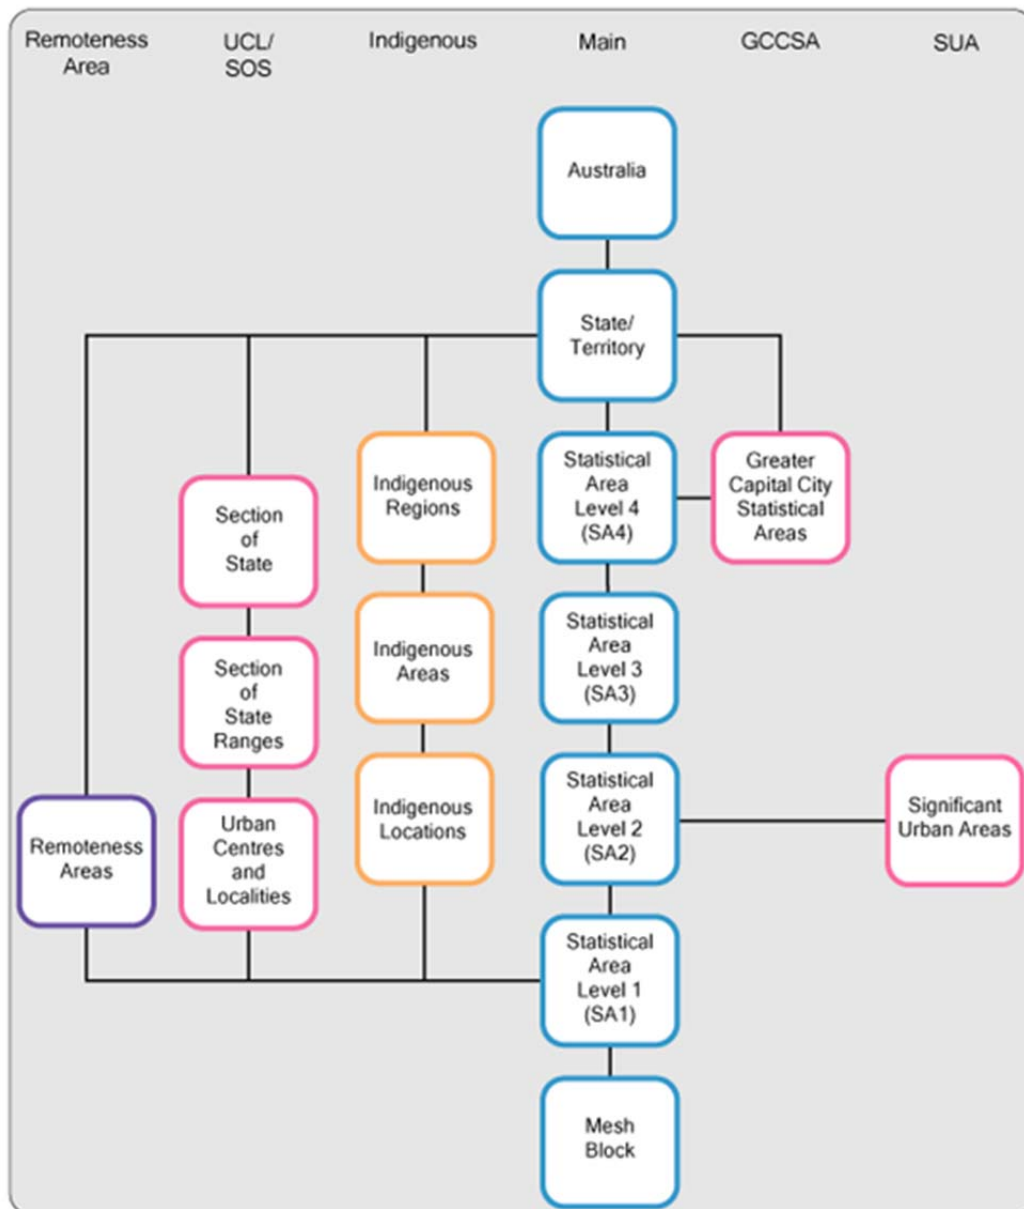 Remoteness
Area
UCL/
SOS
Indigenous
Main
GCCSA
SUA
Australia
State/
Territory
Statistical
Area
Level 4
(SA4)
Greater
Capital City
Statistical
Areas
Indigenous
Regions
Section
of
State
Statistical
Area
Level 3
(SA3)
Indigenous
Areas
Section
of
State
Ranges
Statistical
Area
Level 2
(SA2)
Significant
Urban Areas
Indigenous
Locations
Urban
Centres
and
Localities
Remoteness
Areas
Statistical
Area
Level 1
(SA1)
Mesh
Block